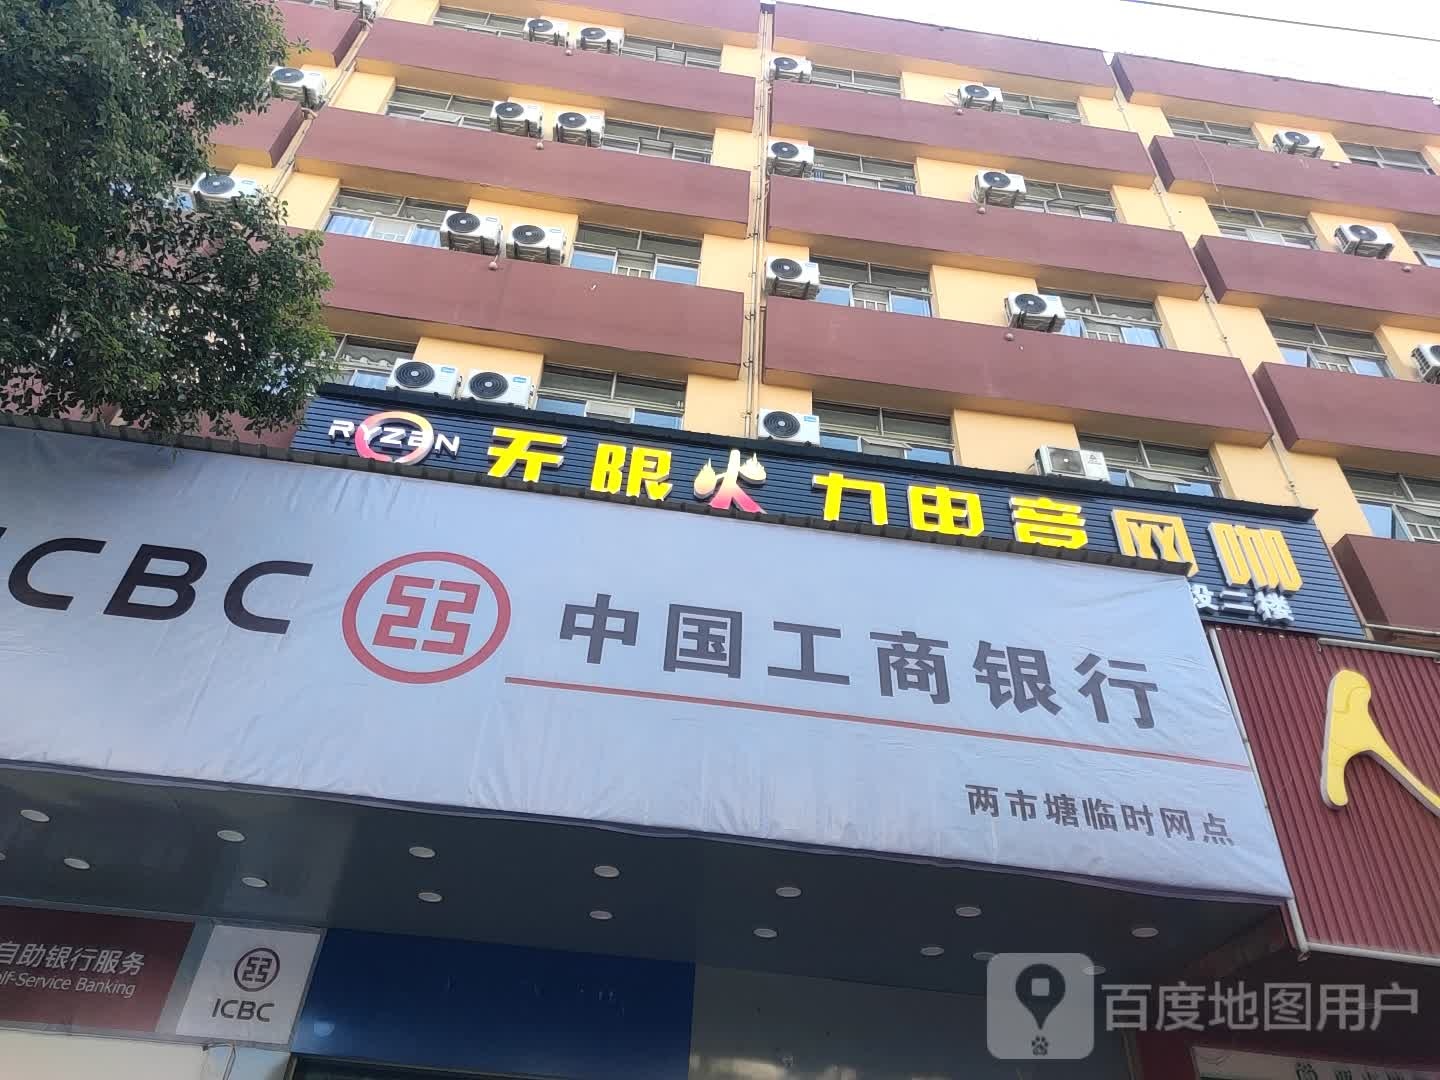 RYZEN 无限火力电音网咖
段二楼
ICBC 中国工商银行
两市塘临时网点
自助银行服务
Self-Service Banking
ICBC
百度地图用户